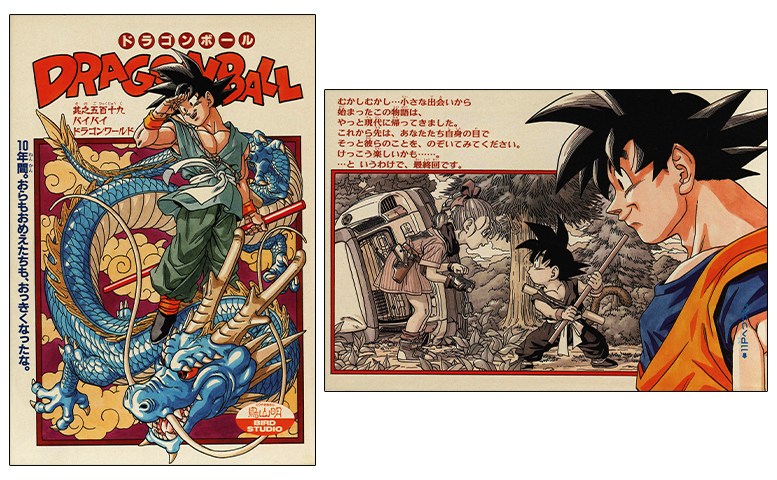 ドラゴンボール
DRAGONBALL
其之五百十九
バイバイ
ドラゴンワールド
10年間。おらもおめえたちも、おっきくなったな。
鳥山明
BIRD
STUDIO
むかしむかし…小さな出会いから
始まったこの物語は、
やっと現代に帰ってきました。
これから先は、あなたたち自身の目で
そっと彼らのことを、のぞいてみてください。
けっこう楽しいかも……。
…と いうわけで、最終回です。